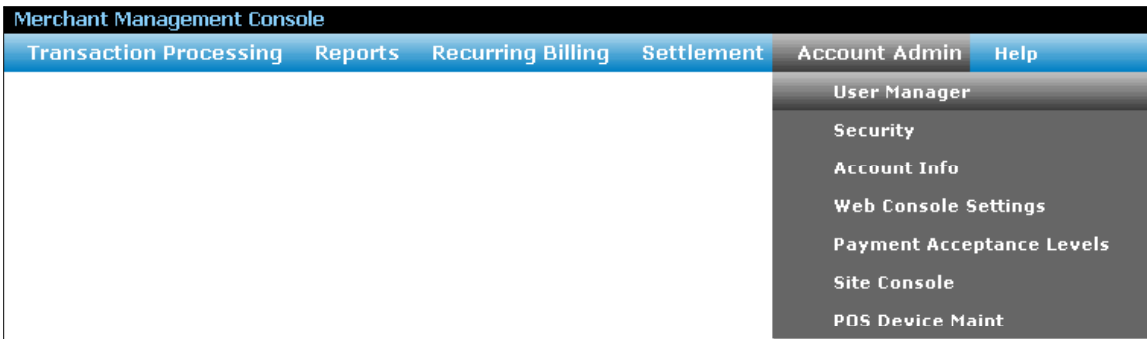 Merchant Management Console
Transaction Processing Reports Recurring Billing Settlement Account Admin Help
User Manager
Security
Account Info
Web Console Settings
Payment Acceptance Levels
Site Console
POS Device Maint